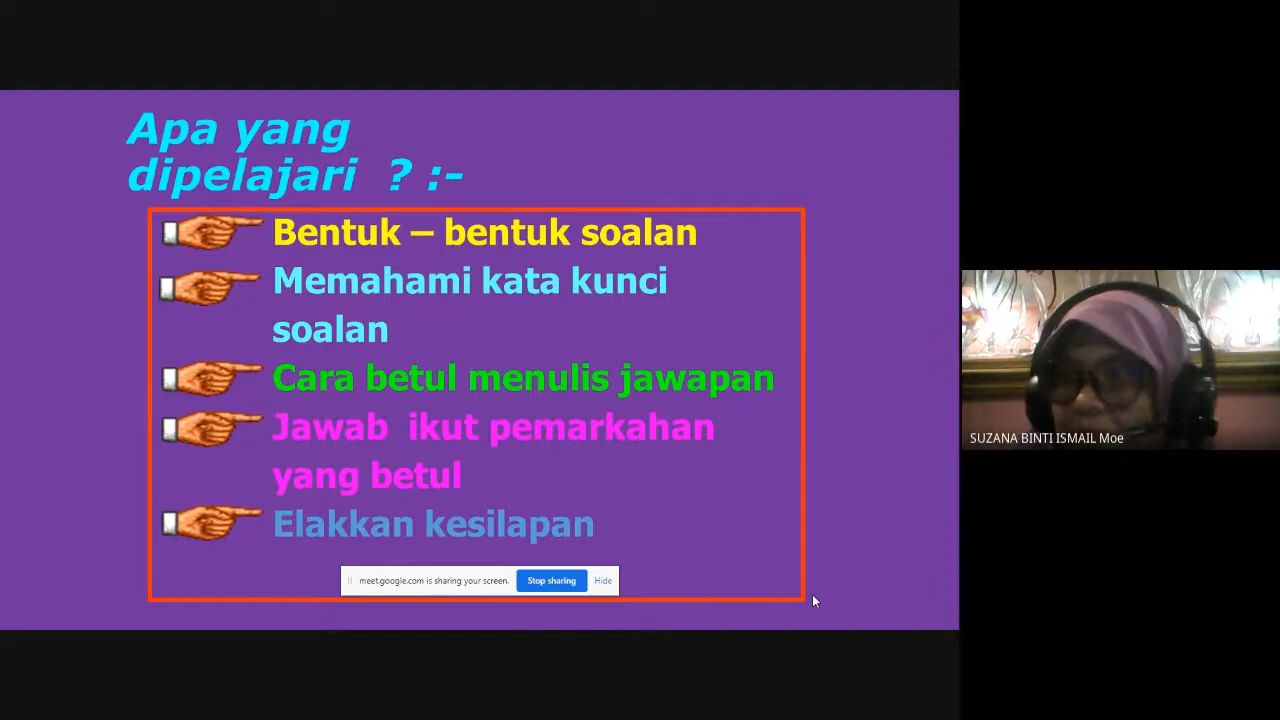 Apa yang
dipelajari ? :-
Bentuk – bentuk soalan
Memahami kata kunci
soalan
Cara betul menulis jawapan
Jawab ikut pemarkahan
yang betul
Elakkan kesilapan
meet.google.com is sharing your screen. Stop sharing Hide
SUZANA BINTI ISMAIL Moe